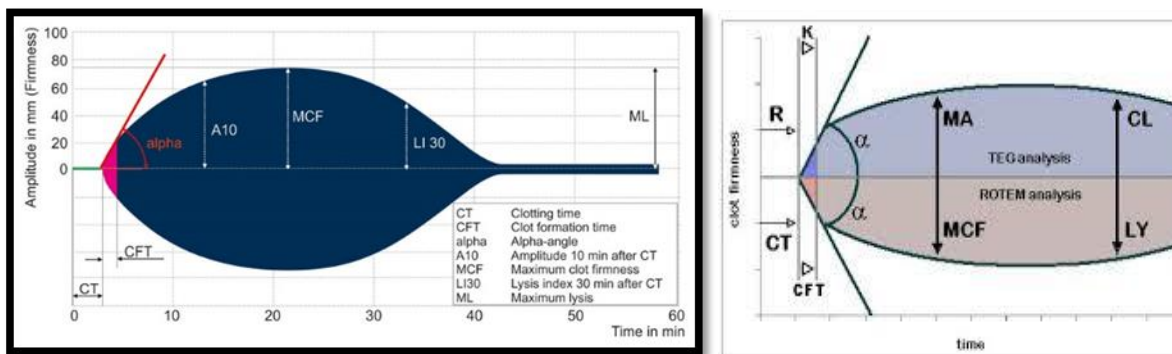 Amplitude in mm (Firmness)
100
80
60
40
20
0
alpha
A10
MCF
LI 30
ML
CFT
CT
CT Clotting time
CFT Clot formation time
alpha Alpha-angle
A10 Amplitude 10 min after CT
MCF Maximum clot firmness
LI30 Lysis index 30 min after CT
ML Maximum lysis
0 10 20 30 40 50 60
Time in min
K
R
α
MA
CL
TEG analysis
clot firmness
ROTEM analysis
α
MCF
LY
CT
CFT
time